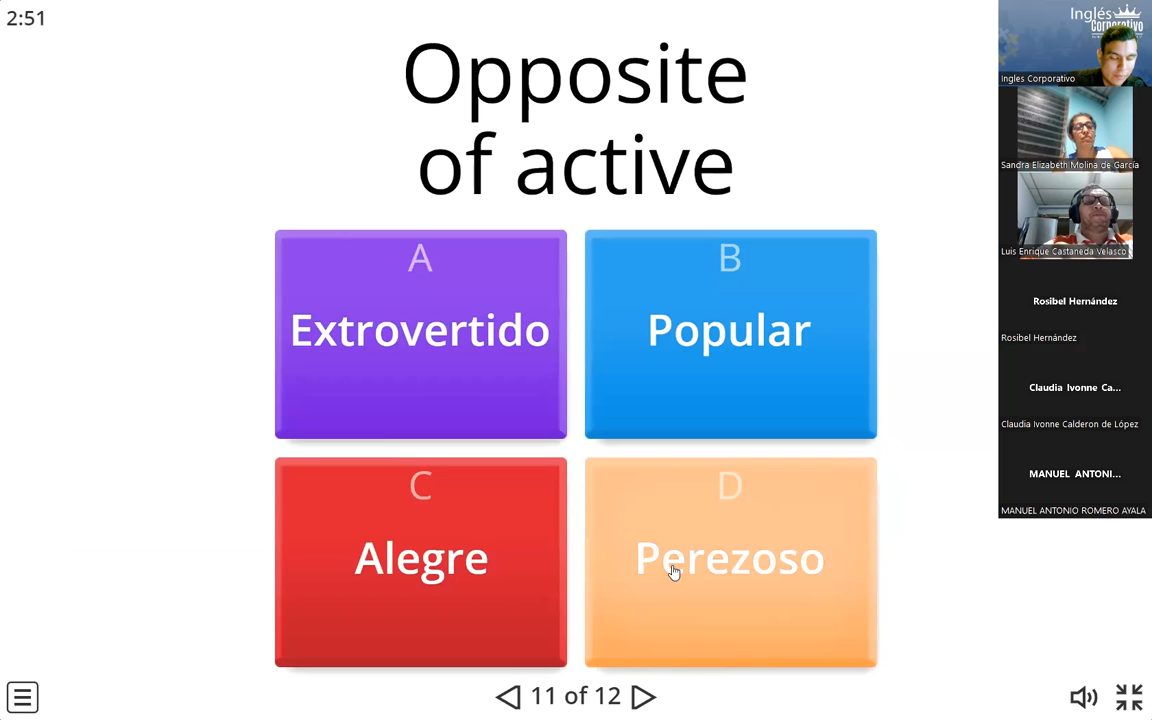 2:51
Opposite
of active
A
Extrovertido
B
Popular
C
Alegre
D
Perezoso
11 of 12
Inglés
Corporativo
Ingles Corporativo
Sandra Elizabeth Molina de García
Luis Enrique Castaneda Velasco
Rosibel Hernández
Rosibel Hernández
Claudia Ivonne Ca...
Claudia Ivonne Calderon de López
MANUEL ANTONI...
MANUEL ANTONIO ROMERO AYALA